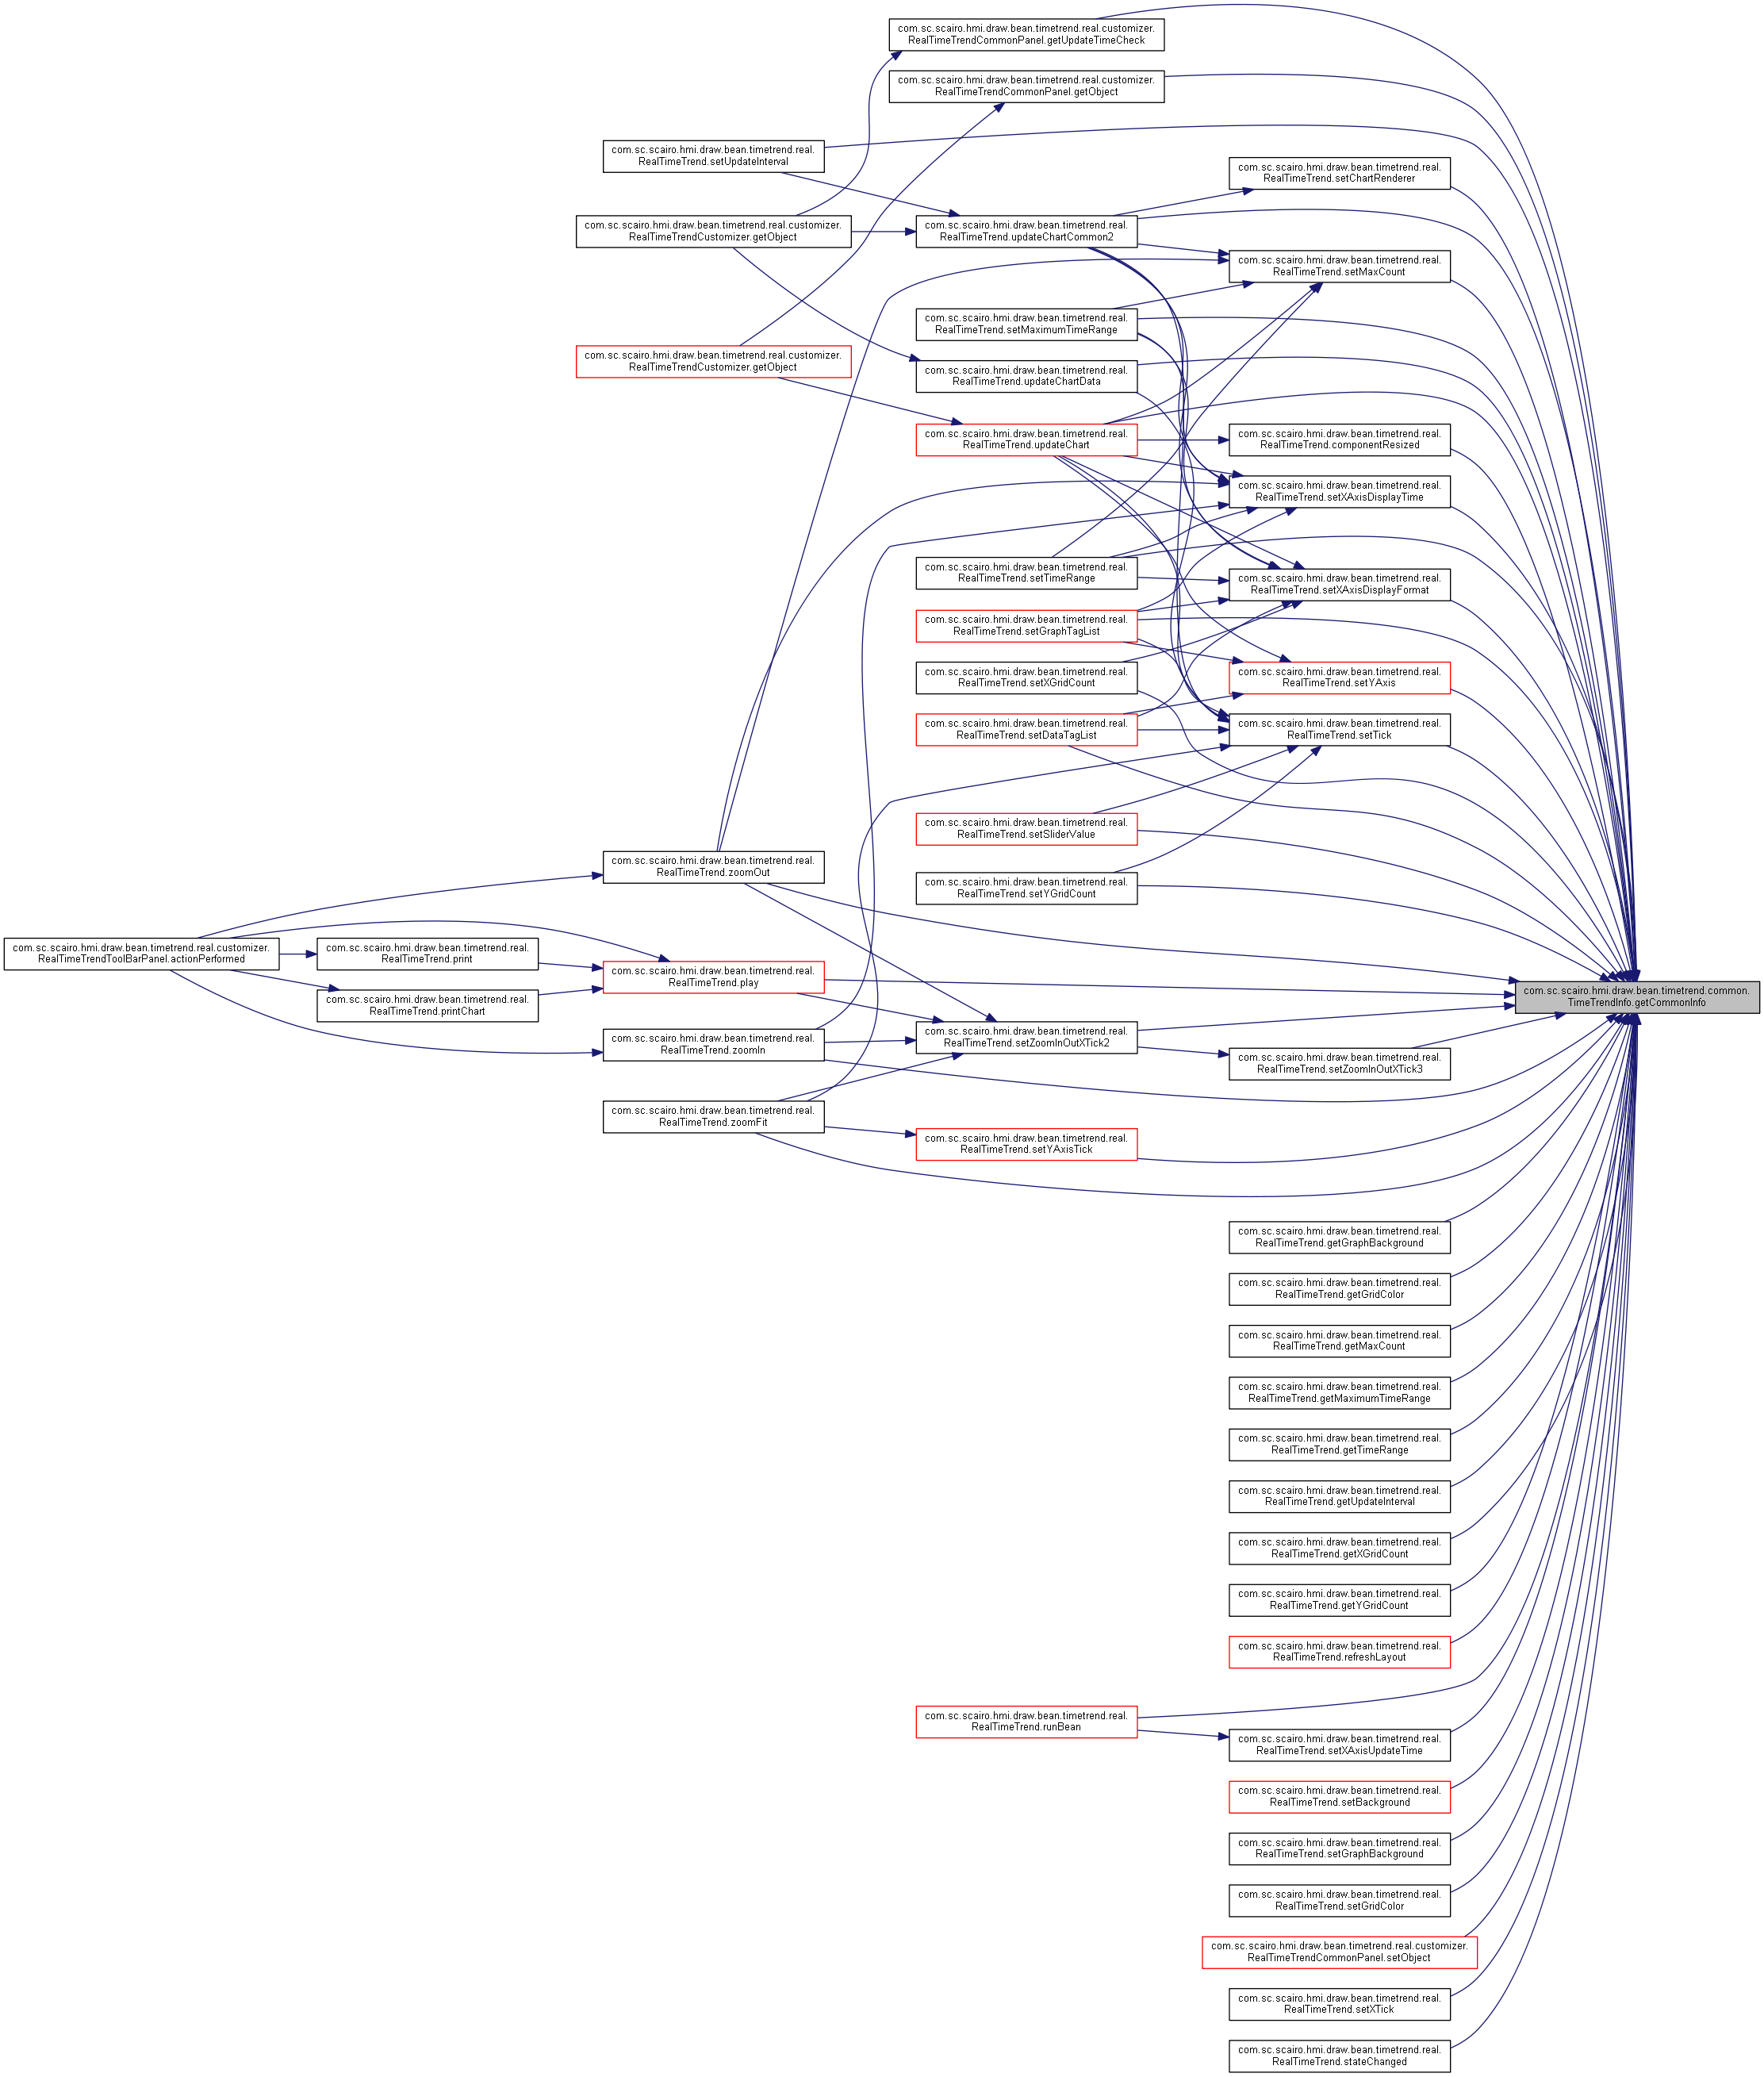 com.sc.scairo.hmi.draw.bean.timetrend.real.customizer.
RealTimeTrendCommonPanel.getUpdateTimeCheck
com.sc.scairo.hmi.draw.bean.timetrend.real.customizer.
RealTimeTrendCommonPanel.getObject
com.sc.scairo.hmi.draw.bean.timetrend.real.
RealTimeTrend.setUpdateInterval
com.sc.scairo.hmi.draw.bean.timetrend.real.
RealTimeTrend.setChartRenderer
com.sc.scairo.hmi.draw.bean.timetrend.real.customizer.
RealTimeTrendCustomizer.getObject
com.sc.scairo.hmi.draw.bean.timetrend.real.
RealTimeTrend.updateChartCommon2
com.sc.scairo.hmi.draw.bean.timetrend.real.
RealTimeTrend.setMaxCount
com.sc.scairo.hmi.draw.bean.timetrend.real.
RealTimeTrend.setMaximumTimeRange
com.sc.scairo.hmi.draw.bean.timetrend.real.customizer.
RealTimeTrendCustomizer.getObject
com.sc.scairo.hmi.draw.bean.timetrend.real.
RealTimeTrend.updateChartData
com.sc.scairo.hmi.draw.bean.timetrend.real.
RealTimeTrend.updateChart
com.sc.scairo.hmi.draw.bean.timetrend.real.
RealTimeTrend.componentResized
com.sc.scairo.hmi.draw.bean.timetrend.real.
RealTimeTrend.setXAxisDisplayTime
com.sc.scairo.hmi.draw.bean.timetrend.real.
RealTimeTrend.setTimeRange
com.sc.scairo.hmi.draw.bean.timetrend.real.
RealTimeTrend.setXAxisDisplayFormat
com.sc.scairo.hmi.draw.bean.timetrend.real.
RealTimeTrend.setGraphTagList
com.sc.scairo.hmi.draw.bean.timetrend.real.
RealTimeTrend.setXGridCount
com.sc.scairo.hmi.draw.bean.timetrend.real.
RealTimeTrend.setYAxis
com.sc.scairo.hmi.draw.bean.timetrend.real.
RealTimeTrend.setDataTagList
com.sc.scairo.hmi.draw.bean.timetrend.real.
RealTimeTrend.setTick
com.sc.scairo.hmi.draw.bean.timetrend.real.
RealTimeTrend.setSliderValue
com.sc.scairo.hmi.draw.bean.timetrend.real.
RealTimeTrend.zoomOut
com.sc.scairo.hmi.draw.bean.timetrend.real.
RealTimeTrend.setYGridCount
com.sc.scairo.hmi.draw.bean.timetrend.real.customizer.
RealTimeTrendToolBarPanel.actionPerformed
com.sc.scairo.hmi.draw.bean.timetrend.real.
RealTimeTrend.print
com.sc.scairo.hmi.draw.bean.timetrend.real.
RealTimeTrend.play
com.sc.scairo.hmi.draw.bean.timetrend.common.
TimeTrendInfo.getCommonInfo
com.sc.scairo.hmi.draw.bean.timetrend.real.
RealTimeTrend.printChart
com.sc.scairo.hmi.draw.bean.timetrend.real.
RealTimeTrend.zoomIn
com.sc.scairo.hmi.draw.bean.timetrend.real.
RealTimeTrend.setZoomInOutXTick2
com.sc.scairo.hmi.draw.bean.timetrend.real.
RealTimeTrend.setZoomInOutXTick3
com.sc.scairo.hmi.draw.bean.timetrend.real.
RealTimeTrend.zoomFit
com.sc.scairo.hmi.draw.bean.timetrend.real.
RealTimeTrend.setYAxisTick
com.sc.scairo.hmi.draw.bean.timetrend.real.
RealTimeTrend.getGraphBackground
com.sc.scairo.hmi.draw.bean.timetrend.real.
RealTimeTrend.getGridColor
com.sc.scairo.hmi.draw.bean.timetrend.real.
RealTimeTrend.getMaxCount
com.sc.scairo.hmi.draw.bean.timetrend.real.
RealTimeTrend.getMaximumTimeRange
com.sc.scairo.hmi.draw.bean.timetrend.real.
RealTimeTrend.getTimeRange
com.sc.scairo.hmi.draw.bean.timetrend.real.
RealTimeTrend.getUpdateInterval
com.sc.scairo.hmi.draw.bean.timetrend.real.
RealTimeTrend.getXGridCount
com.sc.scairo.hmi.draw.bean.timetrend.real.
RealTimeTrend.getYGridCount
com.sc.scairo.hmi.draw.bean.timetrend.real.
RealTimeTrend.refreshLayout
com.sc.scairo.hmi.draw.bean.timetrend.real.
RealTimeTrend.runBean
com.sc.scairo.hmi.draw.bean.timetrend.real.
RealTimeTrend.setXAxisUpdateTime
com.sc.scairo.hmi.draw.bean.timetrend.real.
RealTimeTrend.setBackground
com.sc.scairo.hmi.draw.bean.timetrend.real.
RealTimeTrend.setGraphBackground
com.sc.scairo.hmi.draw.bean.timetrend.real.
RealTimeTrend.setGridColor
com.sc.scairo.hmi.draw.bean.timetrend.real.customizer.
RealTimeTrendCommonPanel.setObject
com.sc.scairo.hmi.draw.bean.timetrend.real.
RealTimeTrend.setXTick
com.sc.scairo.hmi.draw.bean.timetrend.real.
RealTimeTrend.stateChanged